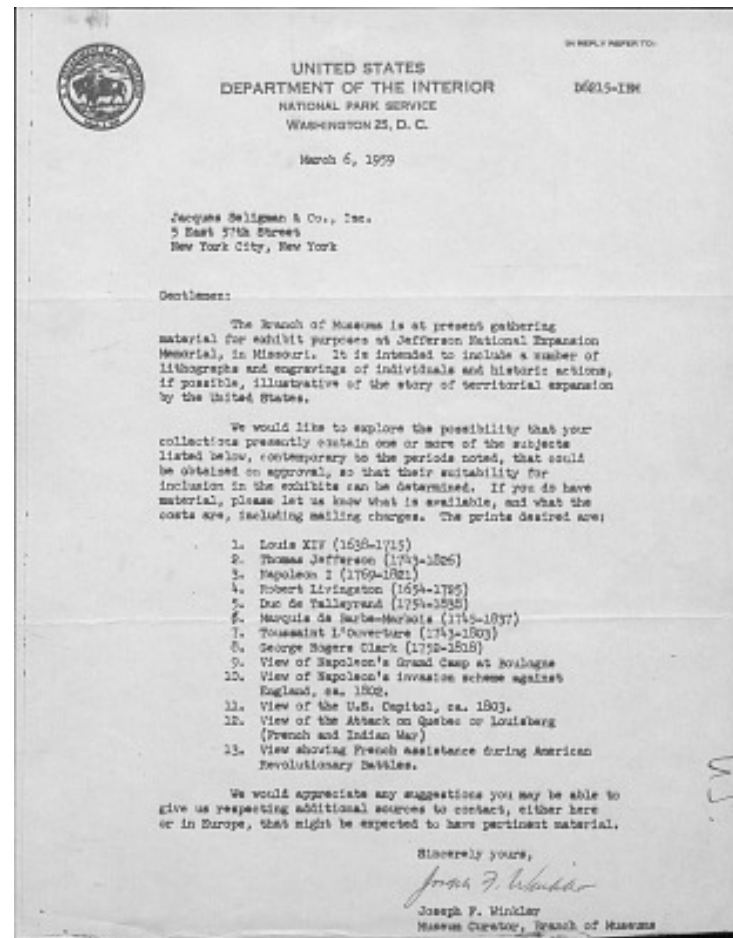 IN REPLY REFER TO:
UNITED STATES
DEPARTMENT OF THE INTERIOR
NATIONAL PARK SERVICE
WASHINGTON 25, D. C.
D6215-IBM
March 6, 1959
Jacques Seligman & Co., Inc.
5 East 57th Street
New York City, New York
Gentlemen:
The Branch of Museums is at present gathering
material for exhibit purposes at Jefferson National Expansion
Memorial, in Missouri. It is intended to include a number of
lithographs and engravings of individuals and historic actions,
if possible, illustrative of the story of territorial expansion
by the United States.
We would like to explore the possibility that your
collections presently contain one or more of the subjects
listed below, contemporary to the periods noted, that could
be obtained on approval, so that their suitability for
inclusion in the exhibits can be determined. If you do have
material, please let us know what is available, and what the
costs are, including mailing charges. The prints desired are:
1. Louis XIV (1638-1715)
2. Thomas Jefferson (1743-1826)
3. Napoleon I (1769-1821)
4. Robert Livingston (1654-1725)
5. Duc de Talleyrand (1754-1838)
6. Marquis de Barbe-Marbois (1745-1837)
7. Toussaint L'Ouverture (1743-1803)
8. George Rogers Clark (1752-1818)
9. View of Napoleon's Grand Camp at Boulogne
10. View of Napoleon's invasion scheme against
England, ca. 1802.
11. View of the U.S. Capitol, ca. 1803.
12. View of the Attack on Quebec or Louisberg
(French and Indian War)
13. View showing French assistance during American
Revolutionary Battles.
We would appreciate any suggestions you may be able to
give us respecting additional sources to contact, either here
or in Europe, that might be expected to have pertinent material.
Sincerely yours,
Joseph F. Winkler
Joseph F. Winkler
Museum Curator, Branch of Museums